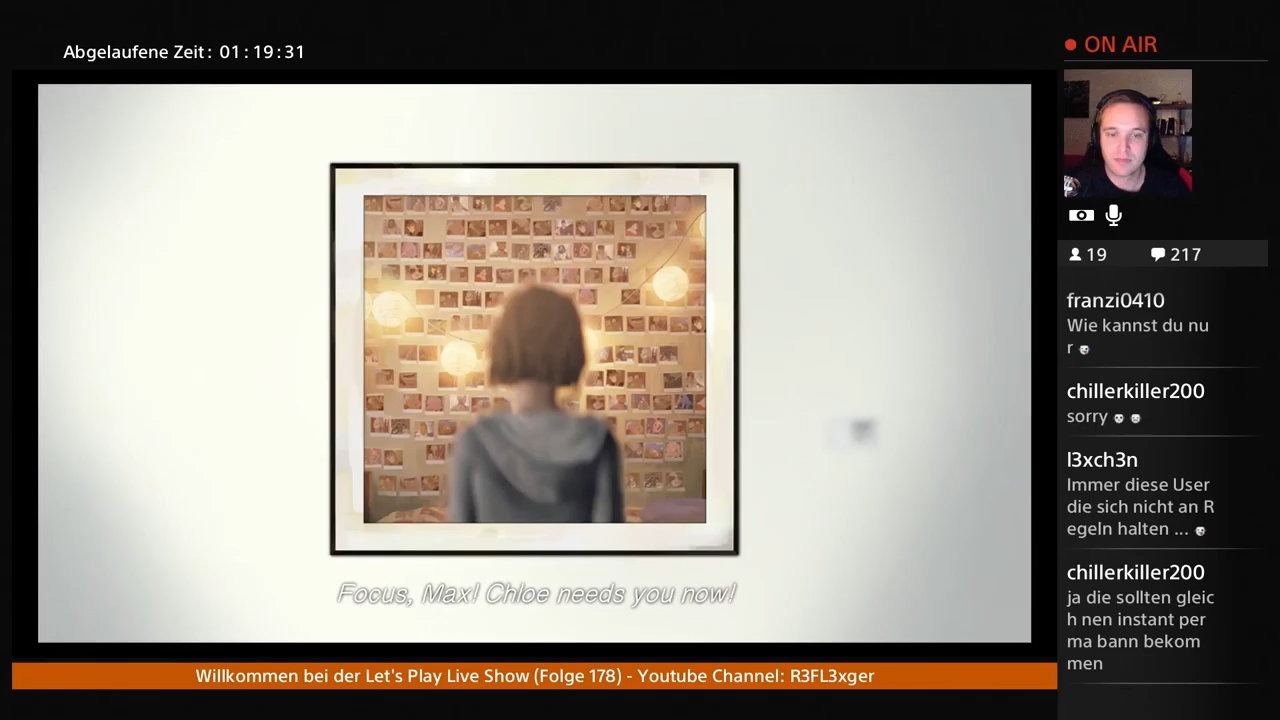 Abgelaufene Zeit: 01:19:31
ON AIR
19 217
franzi0410
Wie kannst du nu
r
chillerkiller200
sorry
l3xch3n
Immer diese User
die sich nicht an R
egeln halten ...
chillerkiller200
ja die sollten gleic
h nen instant per
ma bann bekom
men
Focus, Max! Chloe needs you now!
Willkommen bei der Let's Play Live Show (Folge 178) - Youtube Channel: R3FL3xger